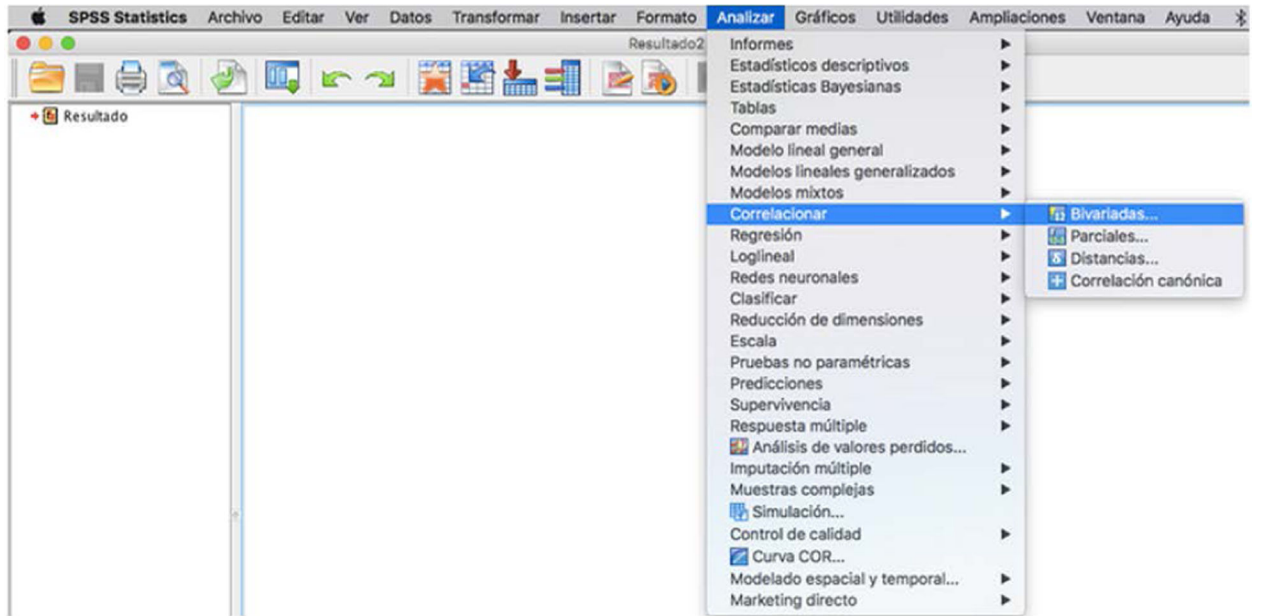 SPSS Statistics Archivo Editar Ver Datos Transformar Insertar Formato Analizar Gráficos Utilidades Ampliaciones Ventana Ayuda
Resultado2
Resultado
Informes
Estadísticos descriptivos
Estadísticas Bayesianas
Tablas
Comparar medias
Modelo lineal general
Modelos lineales generalizados
Modelos mixtos
Correlacionar
Regresión
Loglineal
Redes neuronales
Clasificar
Reducción de dimensiones
Escala
Pruebas no paramétricas
Predicciones
Supervivencia
Respuesta múltiple
Análisis de valores perdidos...
Imputación múltiple
Muestras complejas
Simulación...
Control de calidad
Curva COR...
Modelado espacial y temporal...
Marketing directo
Bivariadas...
Parciales...
Distancias...
Correlación canónica